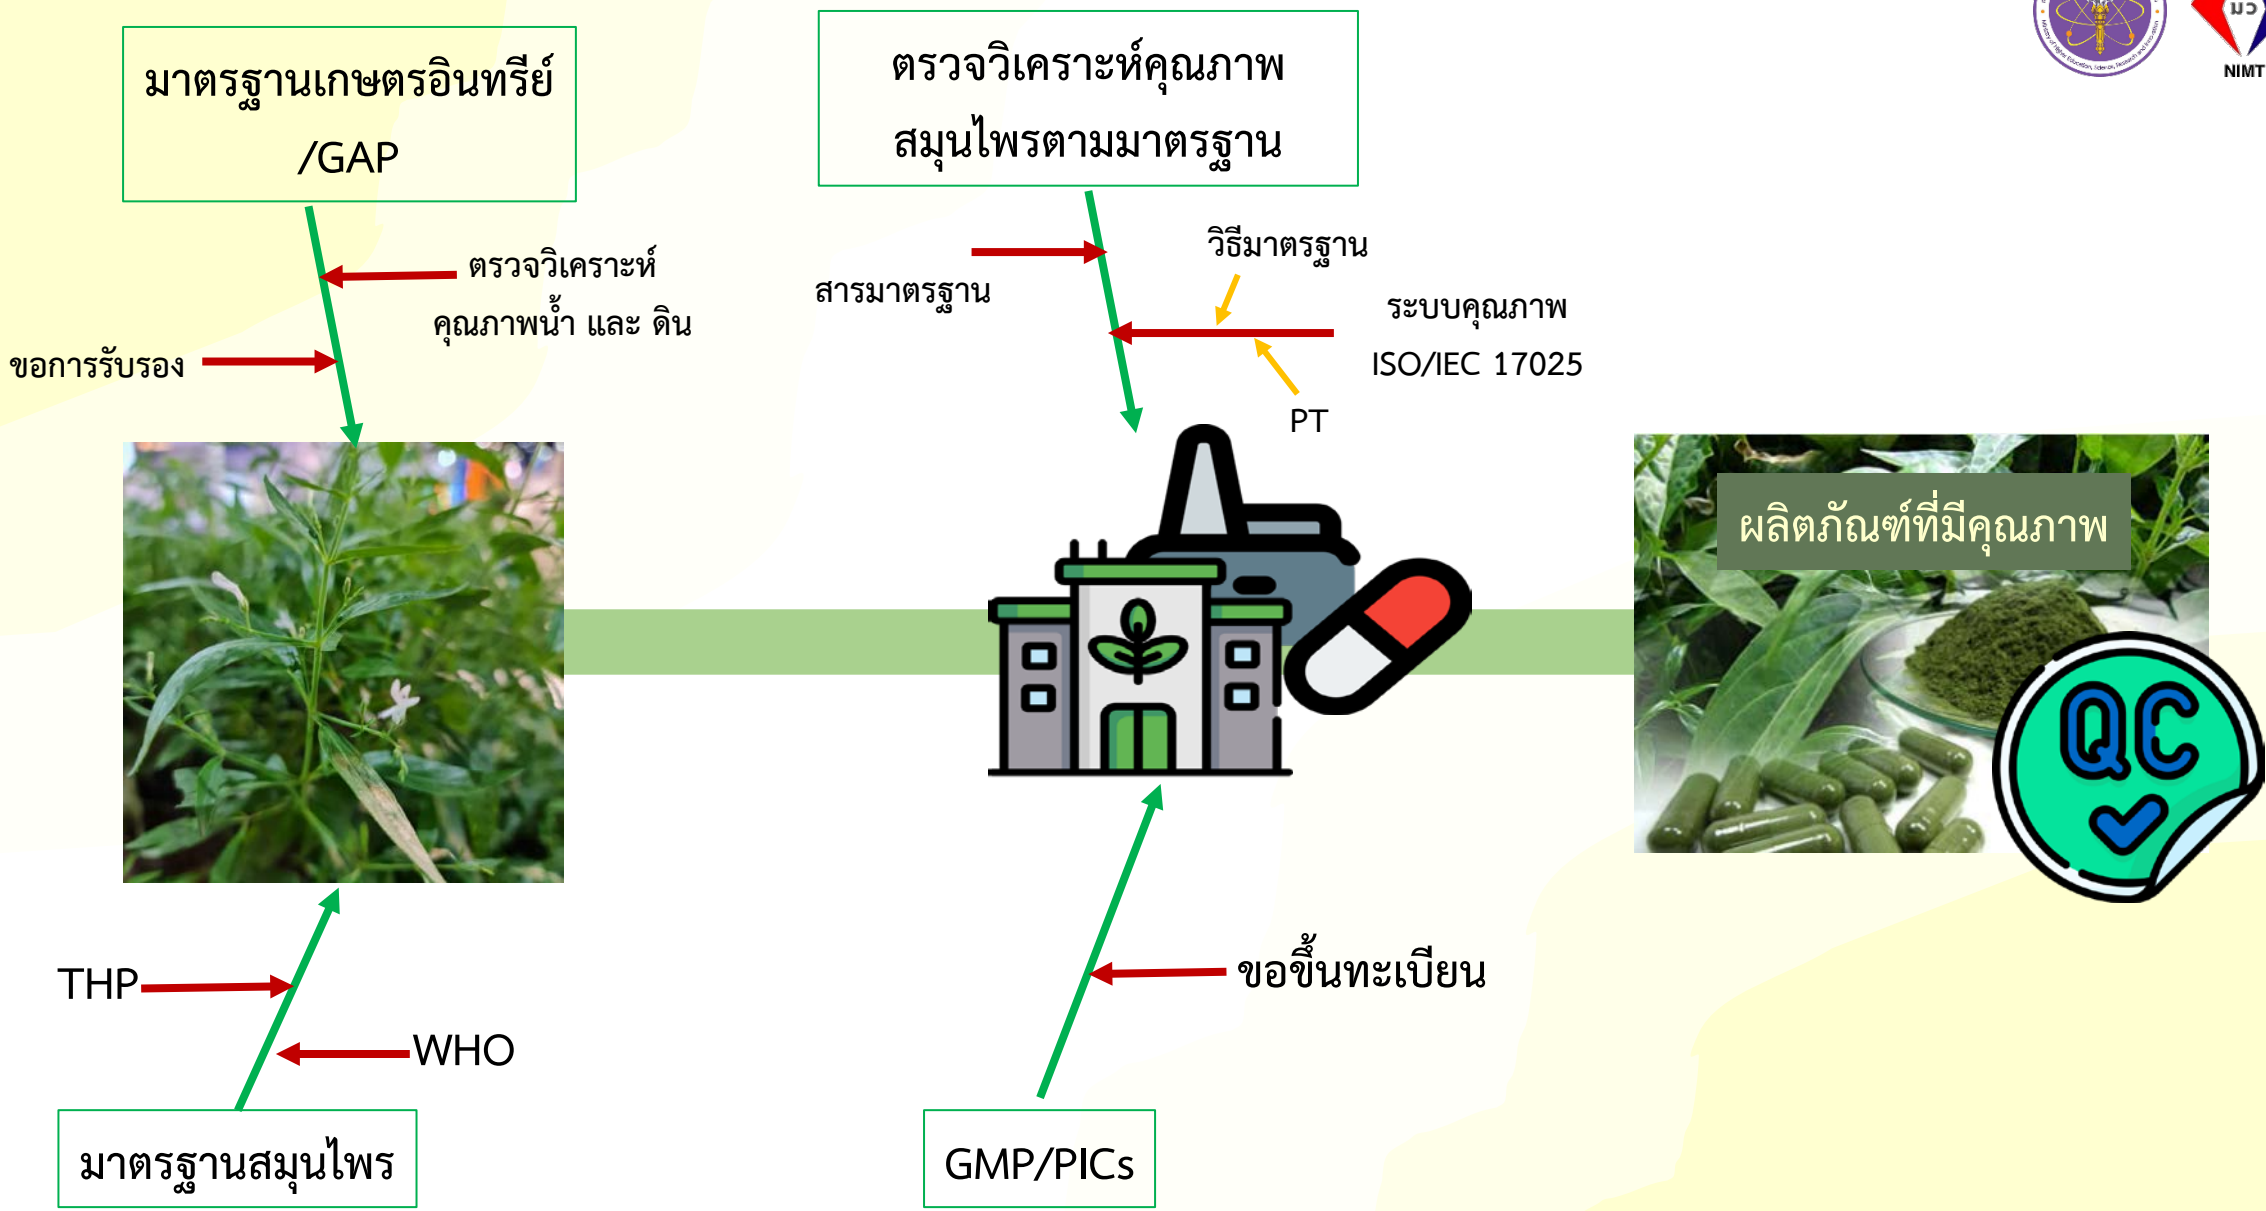 มาตรฐานเกษตรอินทรีย์
/GAP
ตรวจวิเคราะห์คุณภาพ
สมุนไพรตามมาตรฐาน
มว
NIMT
ตรวจวิเคราะห์
คุณภาพน้ำ และ ดิน
ขอการรับรอง
สารมาตรฐาน
วิธีมาตรฐาน
ระบบคุณภาพ
ISO/IEC 17025
PT
ผลิตภัณฑ์ที่มีคุณภาพ
QC
THP
WHO
มาตรฐานสมุนไพร
ขอขึ้นทะเบียน
GMP/PICs